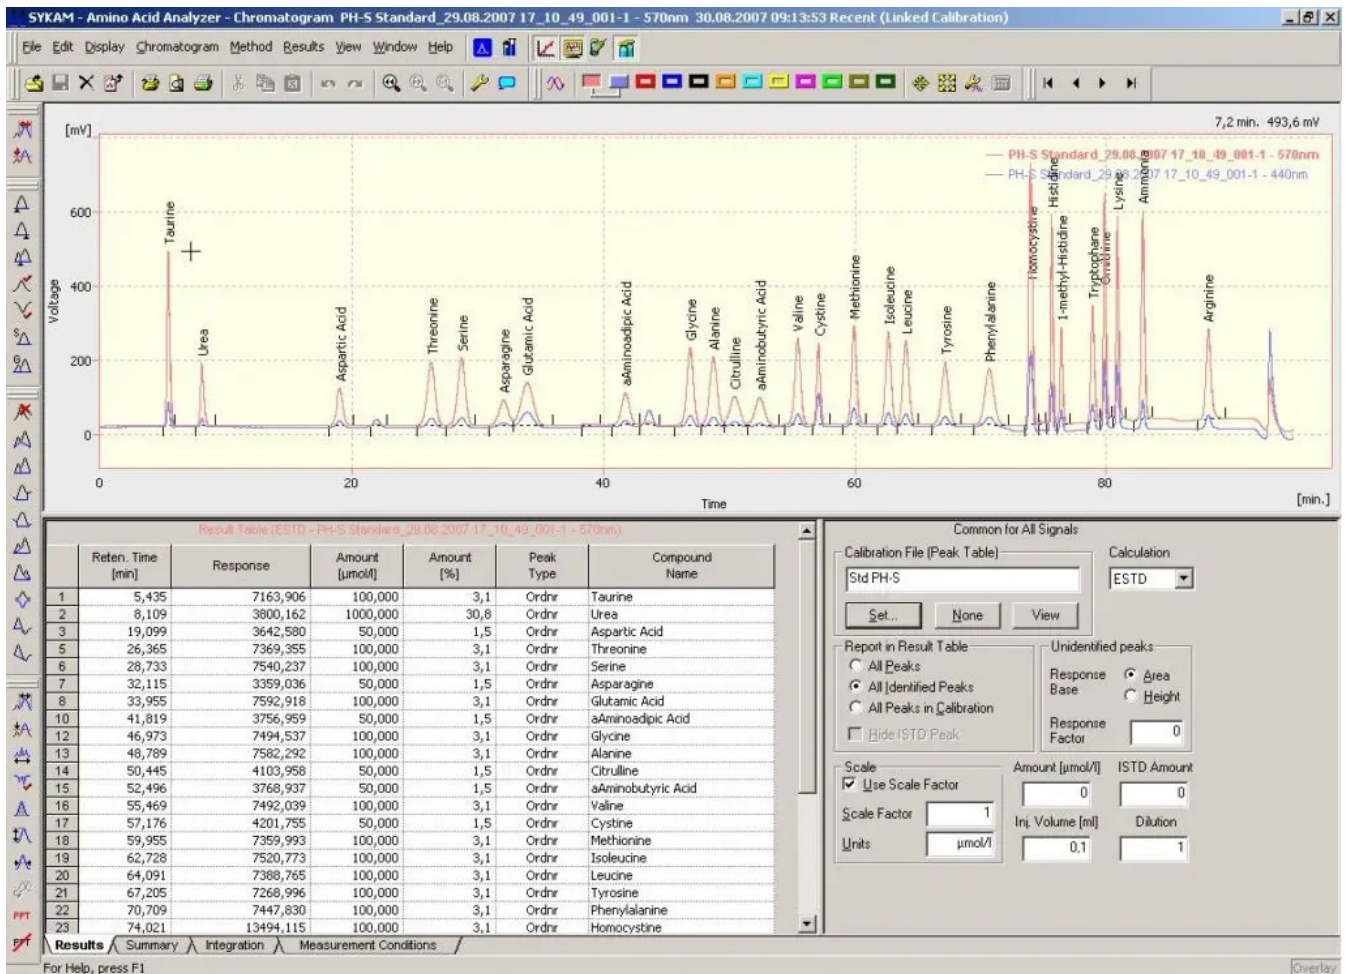 SYKAM - Amino Acid Analyzer - Chromatogram PH-S Standard_29.08.2007 17_10_49_001-1 - 570nm 30.08.2007 09:13:53 Recent (Linked Calibration)
File Edit Display Chromatogram Method Results View Window Help
[mV]
7,2 min. 493,6 mV
PH-S Standard_29.08.2007 17_10_49_001-1 - 570nm
PH-S Standard_29.08.2007 17_10_49_001-1 - 440nm
600
400
200
0
Voltage
Taurine
Urea
Aspartic Acid
Threonine
Serine
Asparagine
Glutamic Acid
aAminoadipic Acid
Glycine
Alanine
Citrulline
aAminobutyric Acid
Valine
Cystine
Methionine
Isoleucine
Leucine
Tyrosine
Phenylalanine
Homocystine
Histidine
1-methyl-Histidine
Tryptophane
Ornithine
Lysine
Ammonia
Arginine
0 20 40 60 80
Time
[min.]
Result Table (ESTD - PH-S Standard_29.08.2007 17_10_49_001-1 - 570nm)
Reten. Time [min] Response Amount [µmol/l] Amount [%] Peak Type Compound Name
1 5,435 7163,906 100,000 3,1 Ordnr Taurine
2 8,109 3800,162 1000,000 30,8 Ordnr Urea
3 19,099 3642,580 50,000 1,5 Ordnr Aspartic Acid
5 26,365 7369,355 100,000 3,1 Ordnr Threonine
6 28,733 7540,237 100,000 3,1 Ordnr Serine
7 32,115 3359,036 50,000 1,5 Ordnr Asparagine
8 33,955 7592,918 100,000 3,1 Ordnr Glutamic Acid
10 41,819 3756,959 50,000 1,5 Ordnr aAminoadipic Acid
12 46,973 7494,537 100,000 3,1 Ordnr Glycine
13 48,789 7582,292 100,000 3,1 Ordnr Alanine
14 50,445 4103,958 50,000 1,5 Ordnr Citrulline
15 52,496 3768,937 50,000 1,5 Ordnr aAminobutyric Acid
16 55,469 7492,039 100,000 3,1 Ordnr Valine
17 57,176 4201,755 50,000 1,5 Ordnr Cystine
18 59,955 7359,993 100,000 3,1 Ordnr Methionine
19 62,728 7520,773 100,000 3,1 Ordnr Isoleucine
20 64,091 7388,765 100,000 3,1 Ordnr Leucine
21 67,205 7268,996 100,000 3,1 Ordnr Tyrosine
22 70,709 7447,830 100,000 3,1 Ordnr Phenylalanine
23 74,021 13494,115 100,000 3,1 Ordnr Homocystine
Results Summary Integration Measurement Conditions
Common for All Signals
Calibration File (Peak Table)
Std PH-S
Set... None View
Calculation
ESTD
Report in Result Table
All Peaks
All Identified Peaks
All Peaks in Calibration
Hide ISTD Peak
Unidentified peaks
Response Base
Area
Height
Response Factor 0
Scale
Use Scale Factor
Scale Factor 1
Units µmol/l
Amount [µmol/l] ISTD Amount
0 0
Inj. Volume [ml] Dilution
0,1 1
For Help, press F1
Overlay